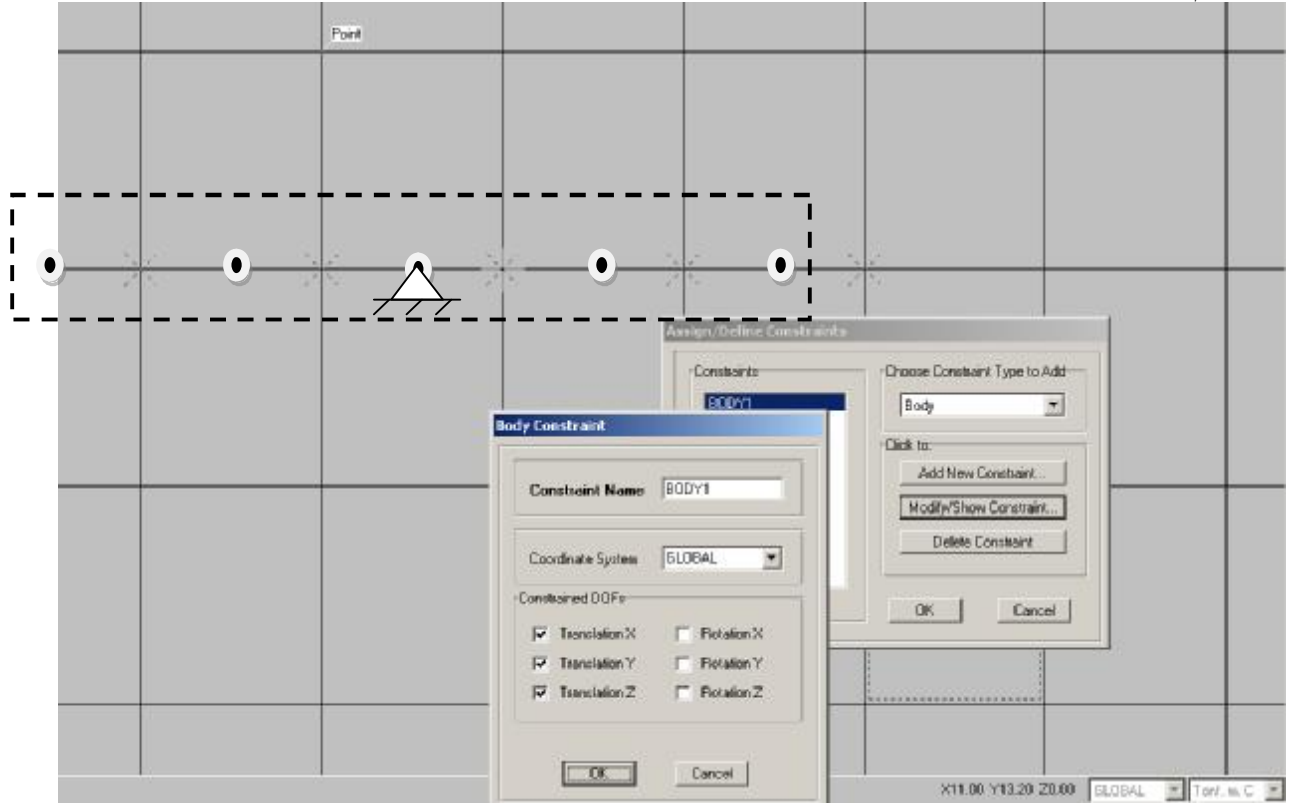 Point
Assign/Define Constraints
Constraints
BODY1
Choose Constraint Type to Add
Body
Click to:
Add New Constraint...
Modify/Show Constraint...
Delete Constraint
OK
Cancel
Body Constraint
Constraint Name
BODY1
Coordinate System
GLOBAL
Constrained DOFs
Translation X
Rotation X
Translation Y
Rotation Y
Translation Z
Rotation Z
OK
Cancel
X11.00 Y13.20 Z0.00
GLOBAL
Tonf, m, C